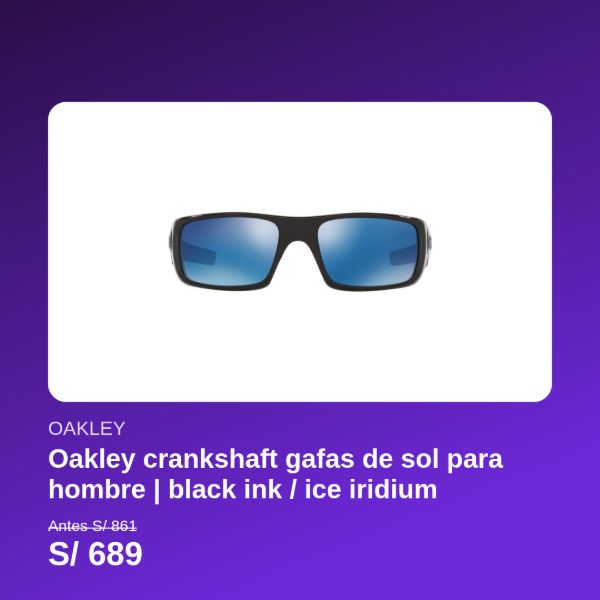 OAKLEY
Oakley crankshaft gafas de sol para
hombre | black ink / ice iridium
Antes S/ 861
S/ 689